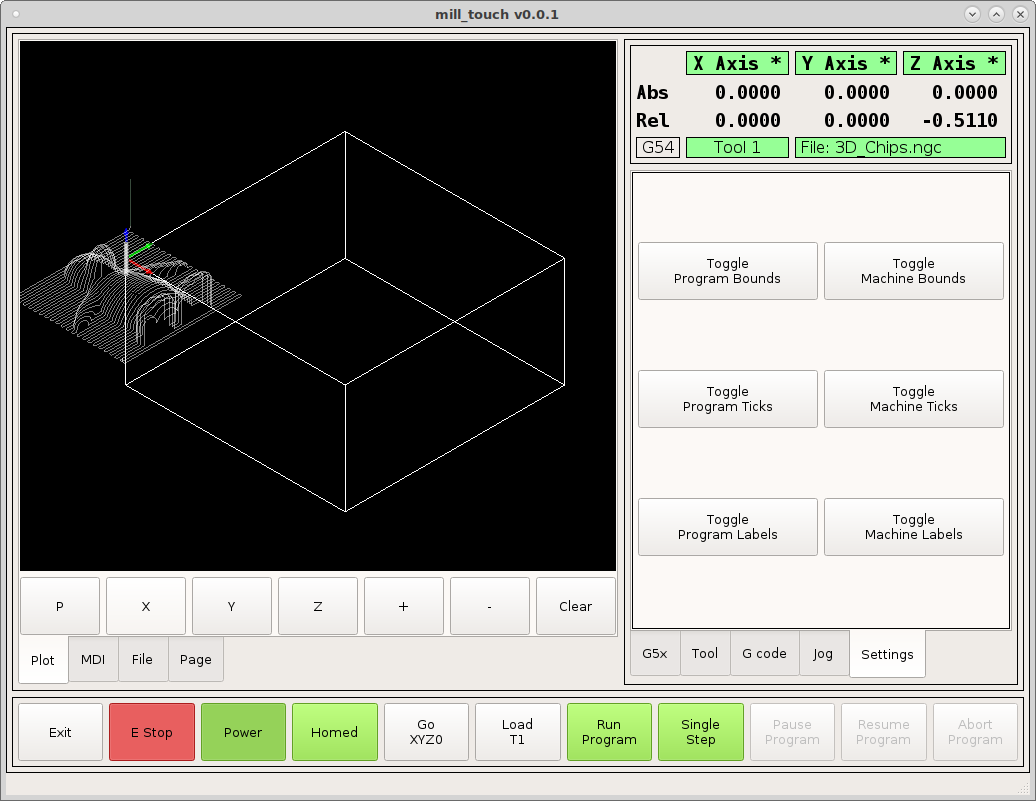 mill_touch v0.0.1
X Axis * Y Axis * Z Axis *
Abs 0.0000 0.0000 0.0000
Rel 0.0000 0.0000 -0.5110
G54 Tool 1 File: 3D_Chips.ngc
Toggle
Program Bounds
Toggle
Machine Bounds
Toggle
Program Ticks
Toggle
Machine Ticks
Toggle
Program Labels
Toggle
Machine Labels
P X Y Z + - Clear
Plot MDI File Page
G5x Tool G code Jog Settings
Exit
E Stop
Power
Homed
Go
XYZ0
Load
T1
Run
Program
Single
Step
Pause
Program
Resume
Program
Abort
Program